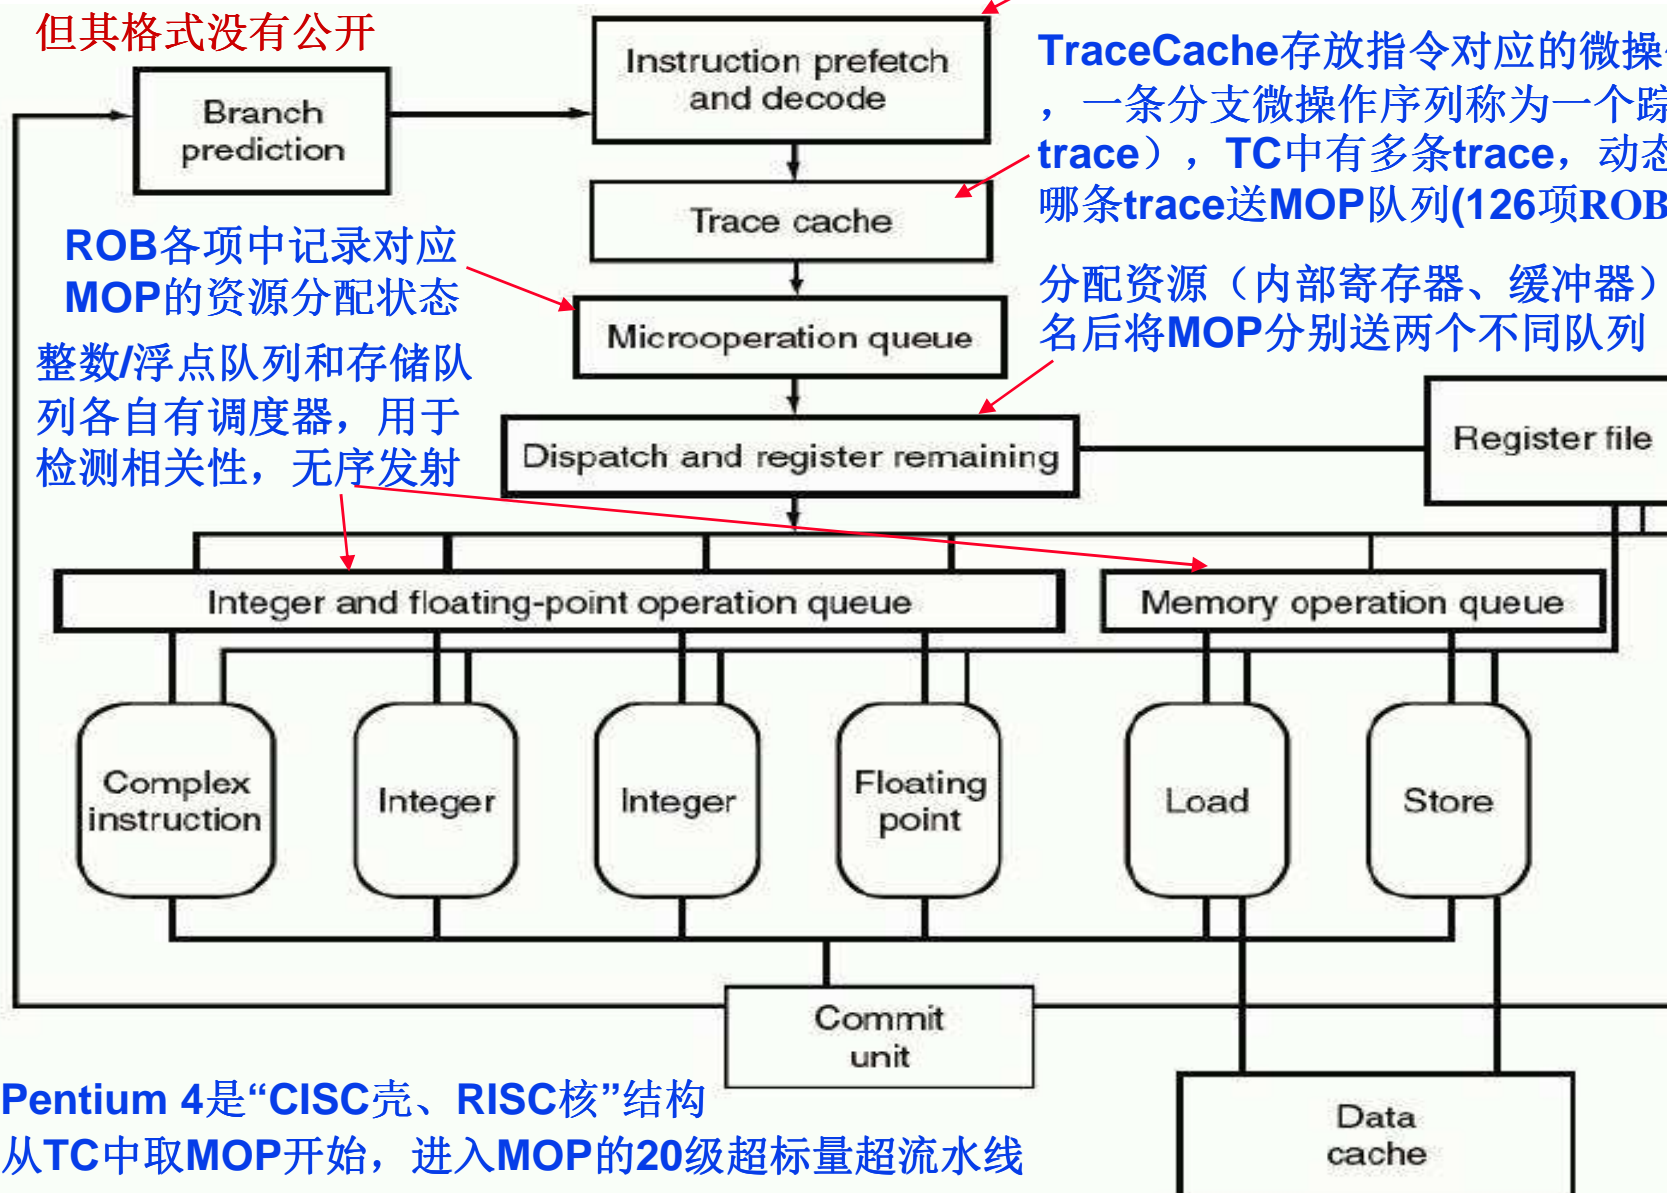 但其格式没有公开
Branch
prediction
Instruction prefetch
and decode
TraceCache存放指令对应的微操
，一条分支微操作序列称为一个踪
trace），TC中有多条trace，动态
哪条trace送MOP队列(126项ROB
Trace cache
ROB各项中记录对应
MOP的资源分配状态
分配资源（内部寄存器、缓冲器）
名后将MOP分别送两个不同队列
Microoperation queue
整数/浮点队列和存储队
列各自有调度器，用于
检测相关性，无序发射
Dispatch and register remaining
Register file
Integer and floating-point operation queue
Memory operation queue
Complex
instruction
Integer
Integer
Floating
point
Load
Store
Commit
unit
Data
cache
Pentium 4是“CISC壳、RISC核”结构
从TC中取MOP开始，进入MOP的20级超标量超流水线